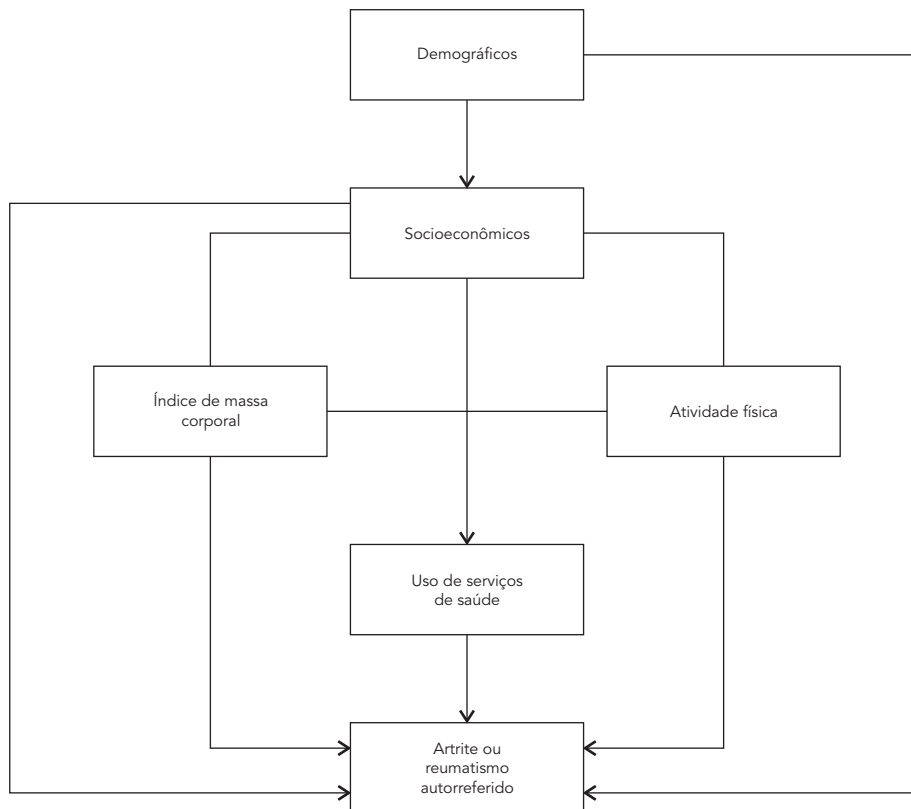 Demográficos
Socioeconômicos
Índice de massa
corporal
Atividade física
Uso de serviços
de saúde
Artrite ou
reumatismo
autorreferido